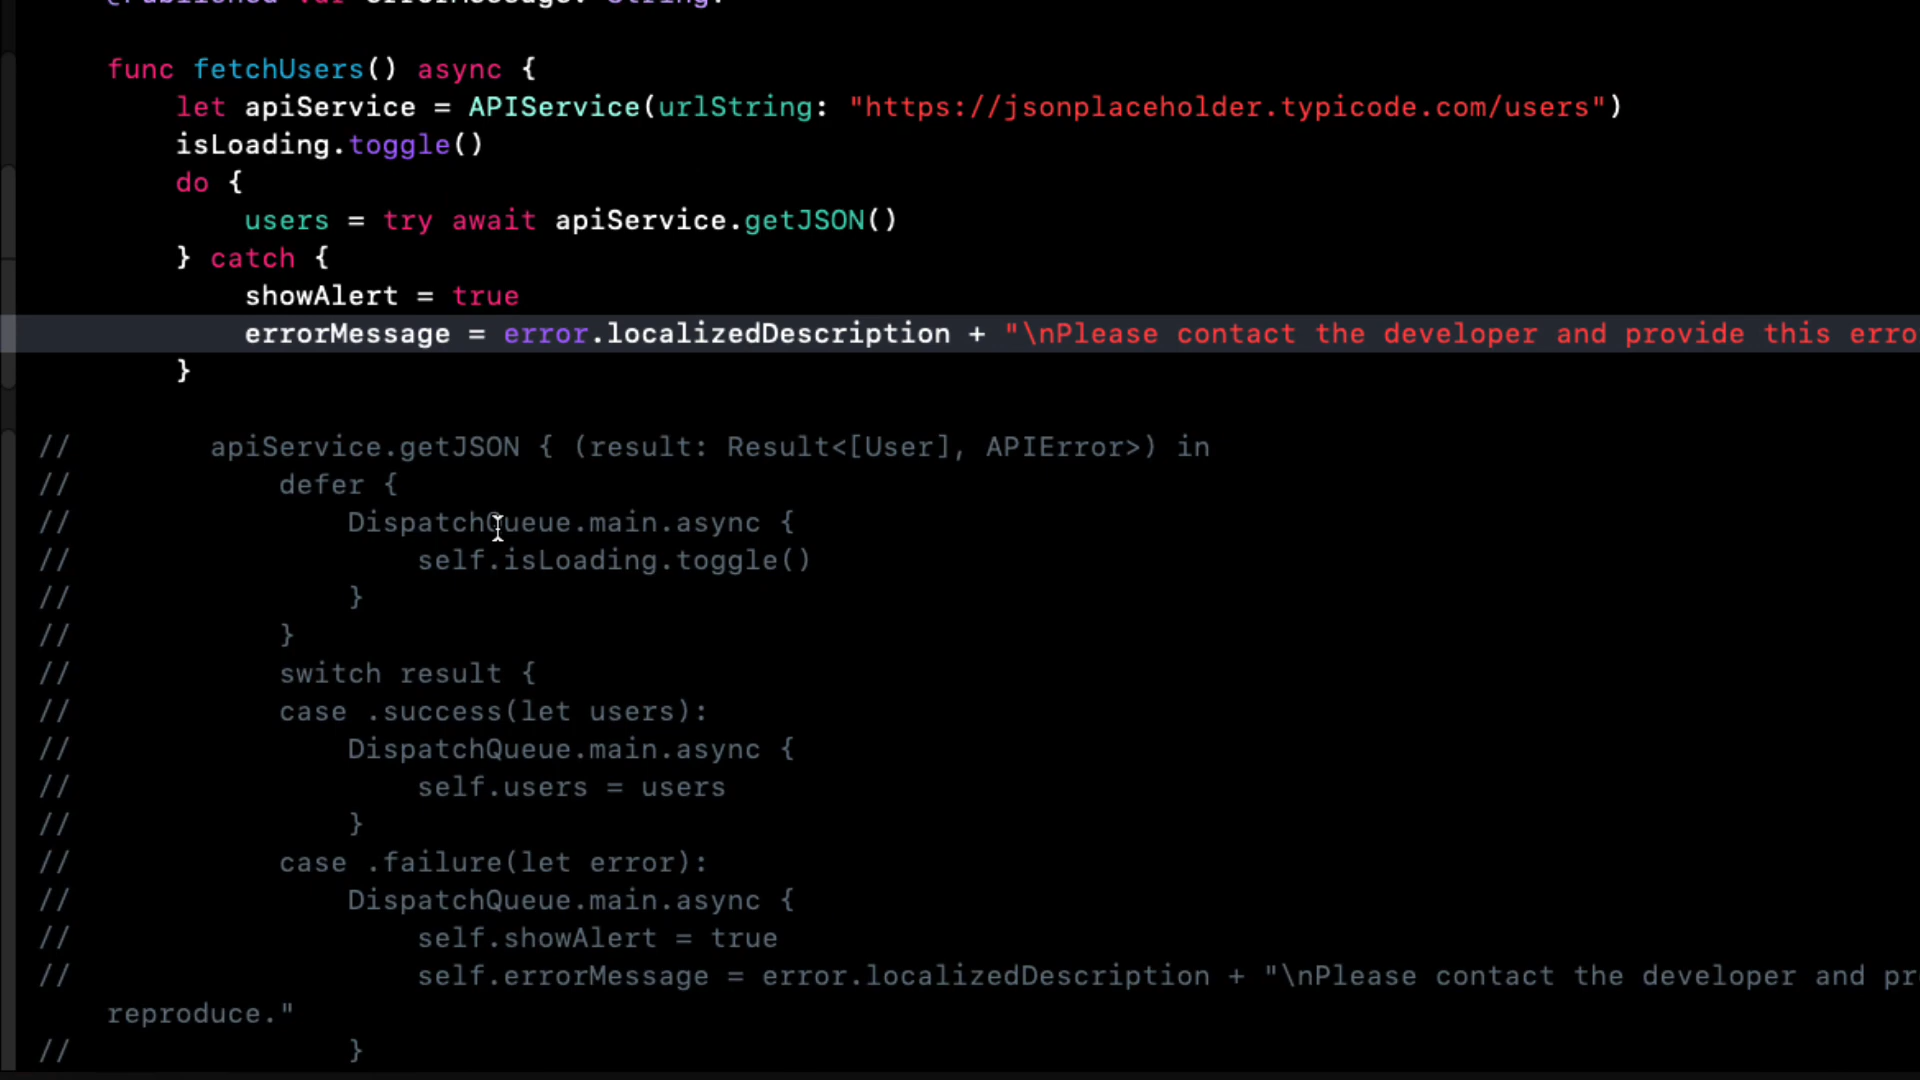 @Published var errorMessage: String?
func fetchUsers() async {
let apiService = APIService(urlString: "https://jsonplaceholder.typicode.com/users")
isLoading.toggle()
do {
users = try await apiService.getJSON()
} catch {
showAlert = true
errorMessage = error.localizedDescription + "\nPlease contact the developer and provide this erro
}
// apiService.getJSON { (result: Result<[User], APIError>) in
// defer {
// DispatchQueue.main.async {
// self.isLoading.toggle()
// }
// }
// switch result {
// case .success(let users):
// DispatchQueue.main.async {
// self.users = users
// }
// case .failure(let error):
// DispatchQueue.main.async {
// self.showAlert = true
// self.errorMessage = error.localizedDescription + "\nPlease contact the developer and pr
reproduce."
// }